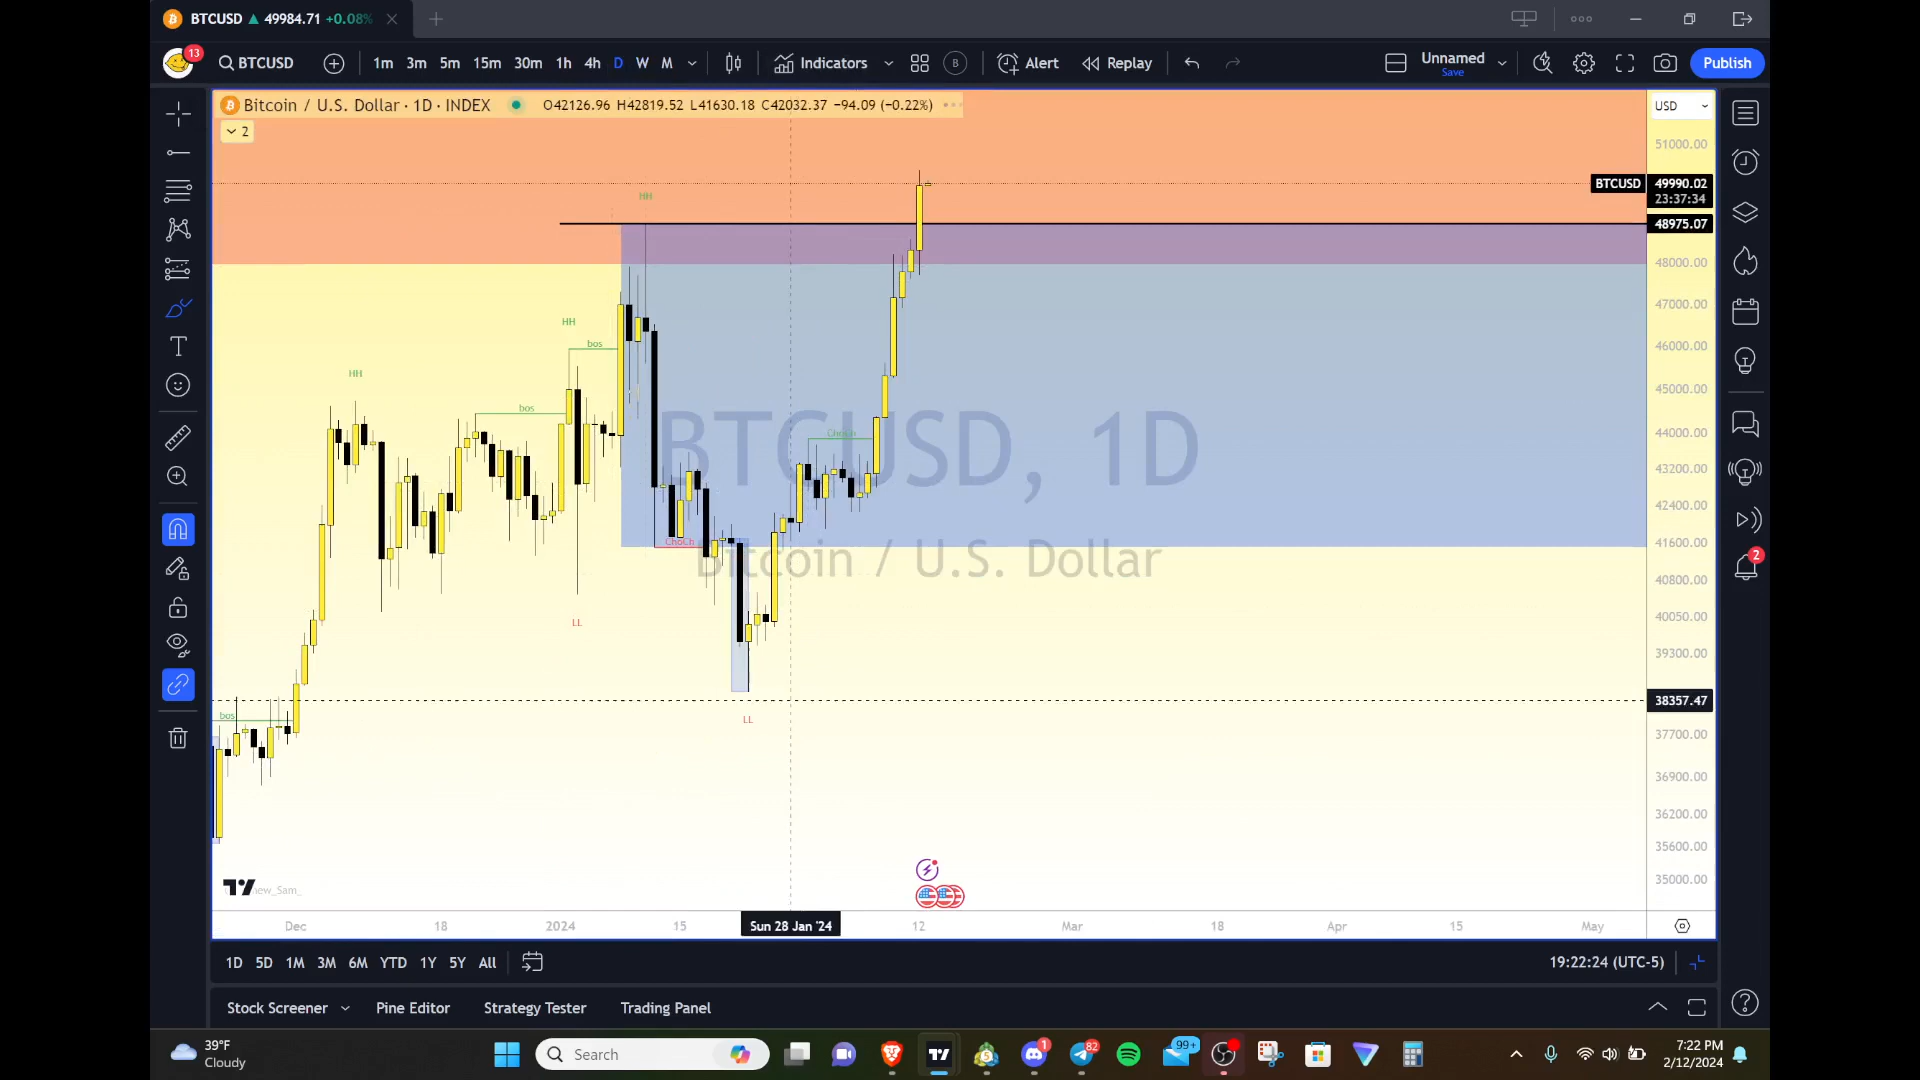 BTCUSD ▲ 49984.71 +0.08%
13
BTCUSD
1m 3m 5m 15m 30m 1h 4h D W M
Indicators
B
Alert
Replay
Unnamed
Save
Publish
Bitcoin / U.S. Dollar · 1D · INDEX
O42126.96 H42819.52 L41630.18 C42032.37 −94.09 (−0.22%)
2
USD
51000.00
BTCUSD
49990.02
23:37:34
HH
48975.07
48000.00
47000.00
HH
bos
46000.00
HH
45000.00
bos
ChoCh
44000.00
BTCUSD, 1D
43200.00
42400.00
ChoCh
41600.00
Bitcoin / U.S. Dollar
40800.00
40050.00
LL
39300.00
38357.47
bos
LL
37700.00
36900.00
36200.00
35600.00
35000.00
Dec
18
2024
15
Sun 28 Jan '24
12
Mar
18
Apr
15
May
1D 5D 1M 3M 6M YTD 1Y 5Y All
19:22:24 (UTC-5)
Stock Screener
Pine Editor
Strategy Tester
Trading Panel
2
39°F
Cloudy
Search
1
82
99+
7:22 PM
2/12/2024